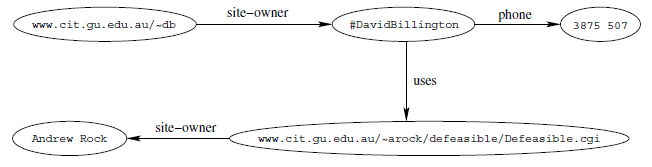 site-owner
phone
www.cit.gu.edu.au/~db
#DavidBillington
3875 507
uses
site-owner
Andrew Rock
www.cit.gu.edu.au/~arock/defeasible/Defeasible.cgi